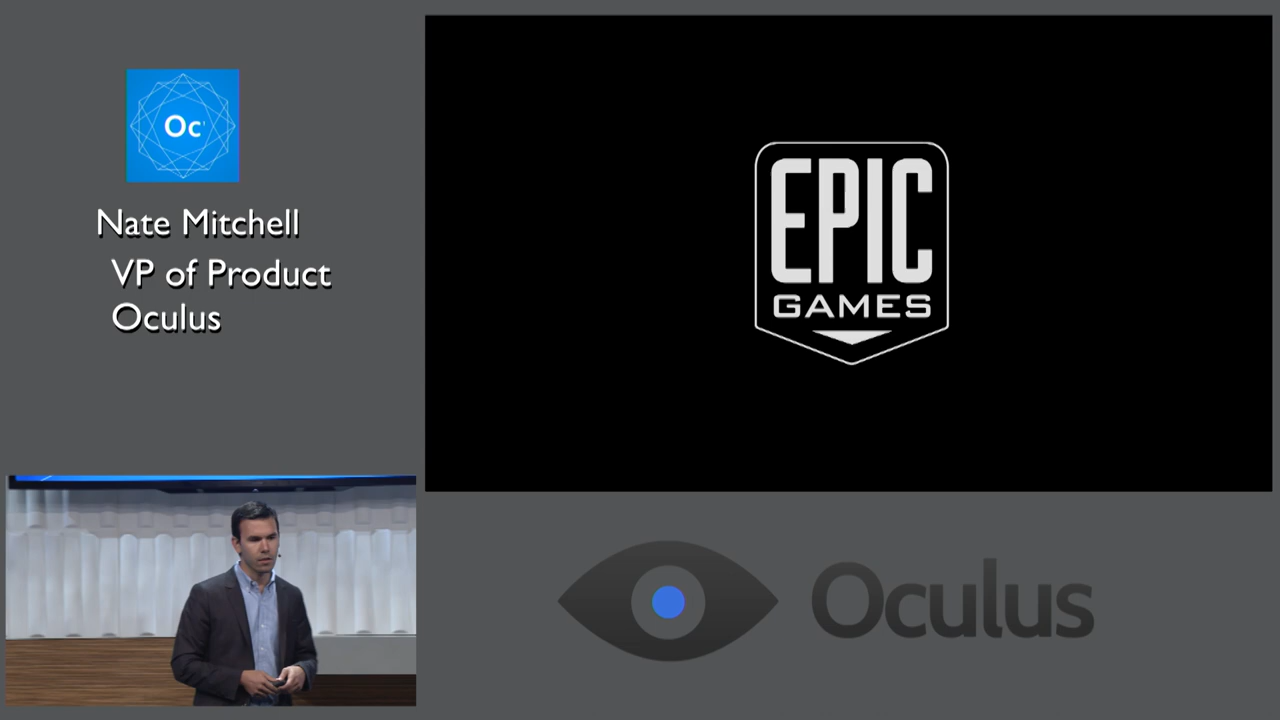 Oc
Nate Mitchell
VP of Product
Oculus
EPIC
GAMES
Oculus